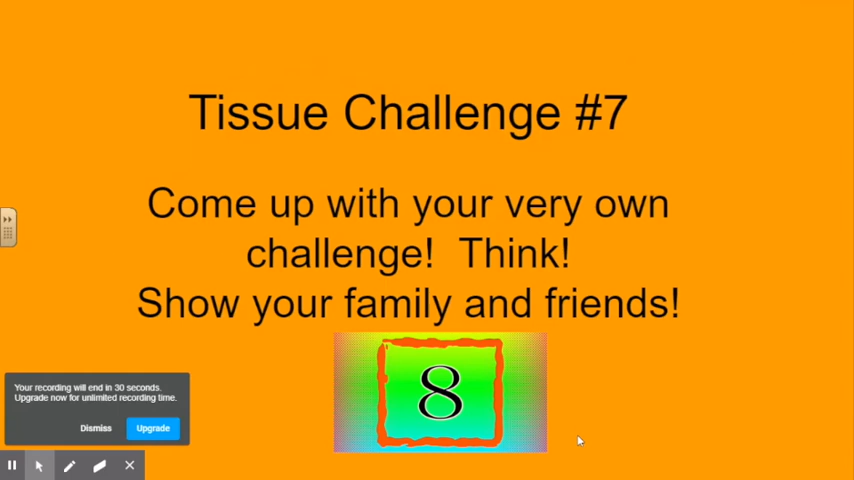 Tissue Challenge #7
Come up with your very own
challenge!  Think!
Show your family and friends!
8
Your recording will end in 30 seconds.
Upgrade now for unlimited recording time.
Dismiss
Upgrade